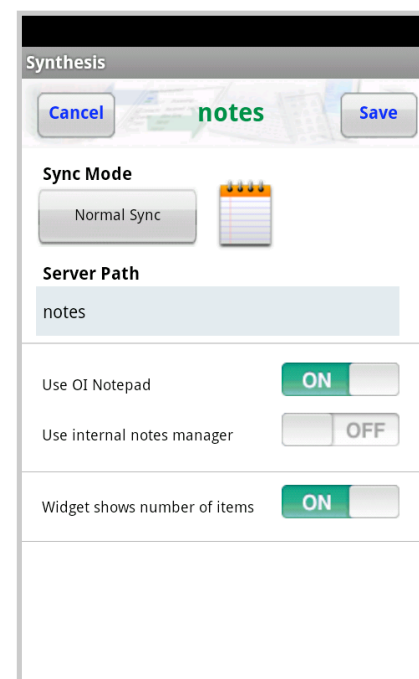 Synthesis
Cancel notes Save
Sync Mode
Normal Sync
Server Path
notes
Use OI Notepad ON
Use internal notes manager OFF
Widget shows number of items ON